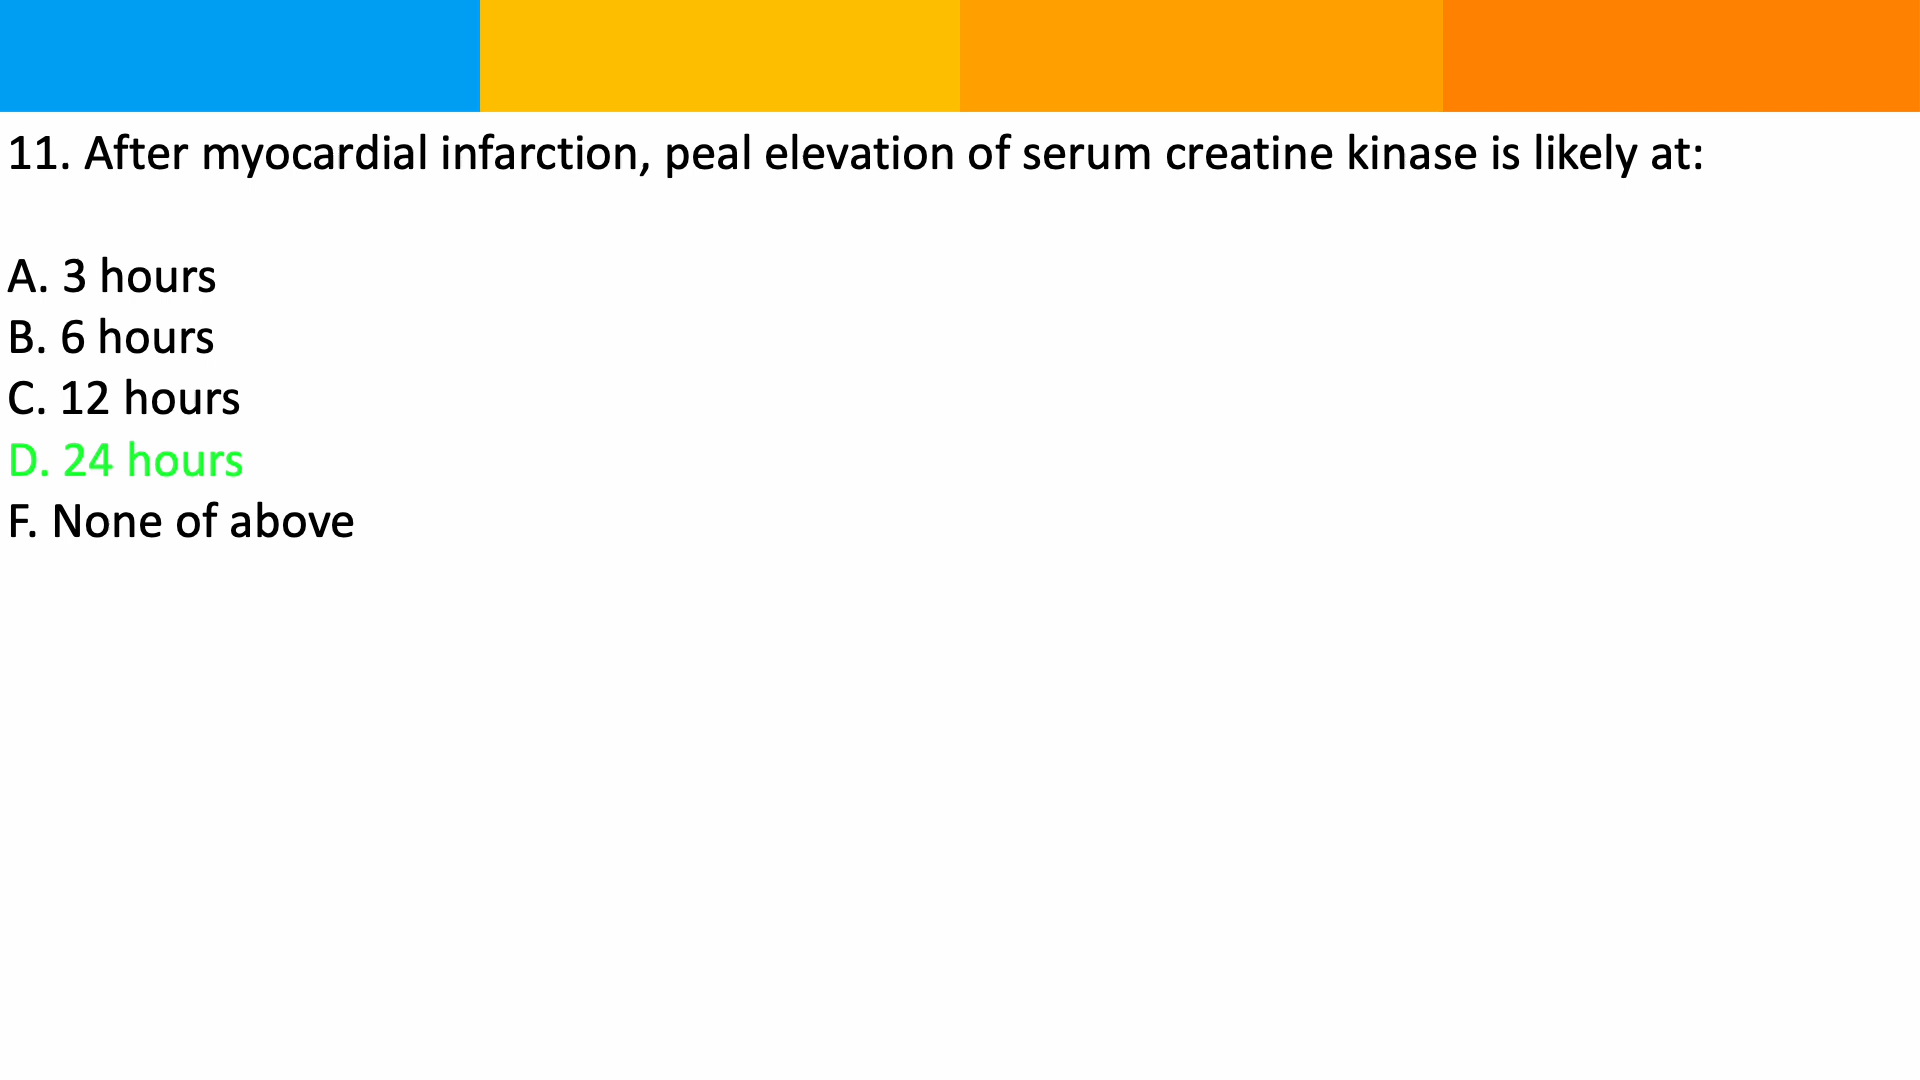 11. After myocardial infarction, peal elevation of serum creatine kinase is likely at:
A. 3 hours
B. 6 hours
C. 12 hours
D. 24 hours
F. None of above